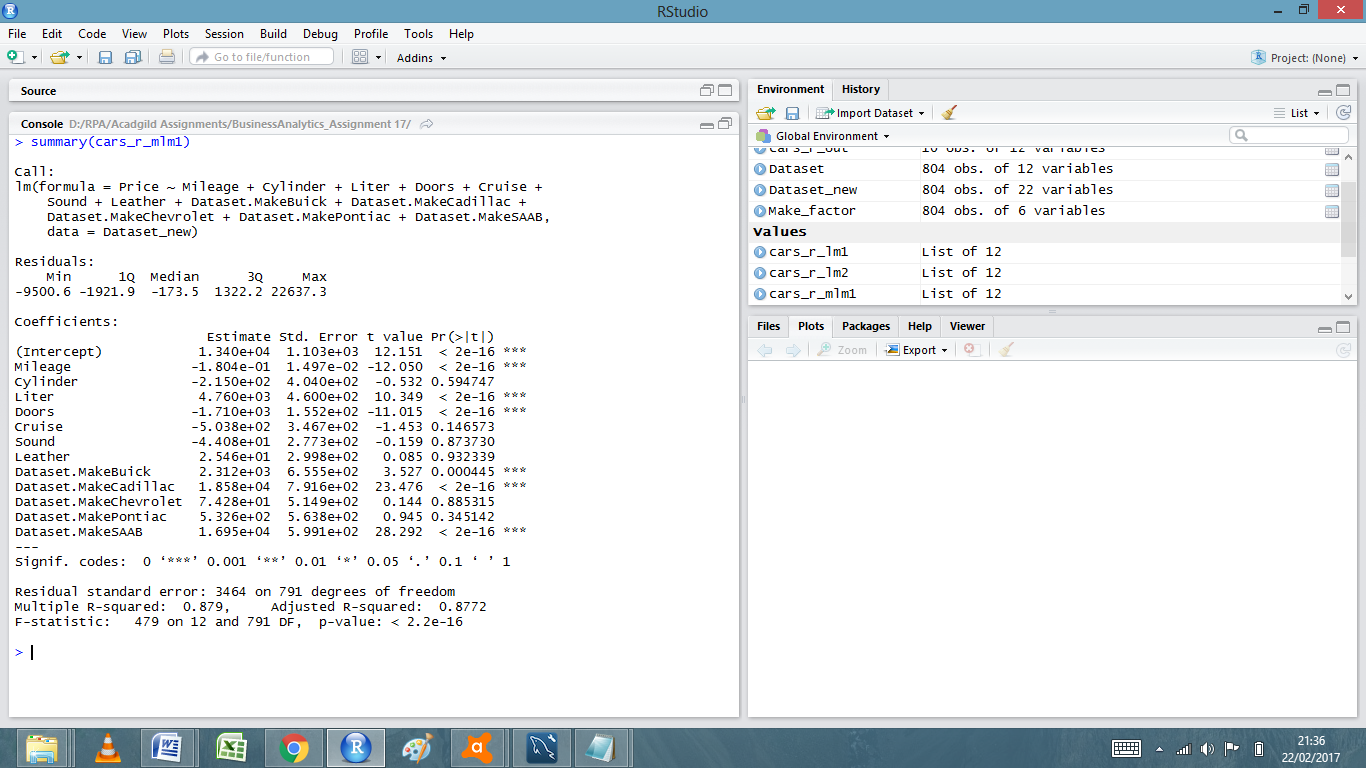 RStudio
File Edit Code View Plots Session Build Debug Profile Tools Help
Go to file/function Addins Project: (None)
Source
Console D:/RPA/Acadgild Assignments/BusinessAnalytics_Assignment 17/
> summary(cars_r_mlm1)
Call:
lm(formula = Price ~ Mileage + Cylinder + Liter + Doors + Cruise +
Sound + Leather + Dataset.MakeBuick + Dataset.MakeCadillac +
Dataset.MakeChevrolet + Dataset.MakePontiac + Dataset.MakeSAAB,
data = Dataset_new)
Residuals:
Min 1Q Median 3Q Max
-9500.6 -1921.9 -173.5 1322.2 22637.3
Coefficients:
Estimate Std. Error t value Pr(>|t|)
(Intercept) 1.340e+04 1.103e+03 12.151 < 2e-16 ***
Mileage -1.804e-01 1.497e-02 -12.050 < 2e-16 ***
Cylinder -2.150e+02 4.040e+02 -0.532 0.594747
Liter 4.760e+03 4.600e+02 10.349 < 2e-16 ***
Doors -1.710e+03 1.552e+02 -11.015 < 2e-16 ***
Cruise -5.038e+02 3.467e+02 -1.453 0.146573
Sound -4.408e+01 2.773e+02 -0.159 0.873730
Leather 2.546e+01 2.998e+02 0.085 0.932339
Dataset.MakeBuick 2.312e+03 6.555e+02 3.527 0.000445 ***
Dataset.MakeCadillac 1.858e+04 7.916e+02 23.476 < 2e-16 ***
Dataset.MakeChevrolet 7.428e+01 5.149e+02 0.144 0.885315
Dataset.MakePontiac 5.326e+02 5.638e+02 0.945 0.345142
Dataset.MakeSAAB 1.695e+04 5.991e+02 28.292 < 2e-16 ***
---
Signif. codes: 0 ‘***’ 0.001 ‘**’ 0.01 ‘*’ 0.05 ‘.’ 0.1 ‘ ’ 1
Residual standard error: 3464 on 791 degrees of freedom
Multiple R-squared: 0.879, Adjusted R-squared: 0.8772
F-statistic: 479 on 12 and 791 DF, p-value: < 2.2e-16
>
Environment History
Import Dataset List
Global Environment
cars_r_out 10 obs. of 12 variables
Dataset 804 obs. of 12 variables
Dataset_new 804 obs. of 22 variables
Make_factor 804 obs. of 6 variables
Values
cars_r_lm1 List of 12
cars_r_lm2 List of 12
cars_r_mlm1 List of 12
Files Plots Packages Help Viewer
Zoom Export
21:36
22/02/2017